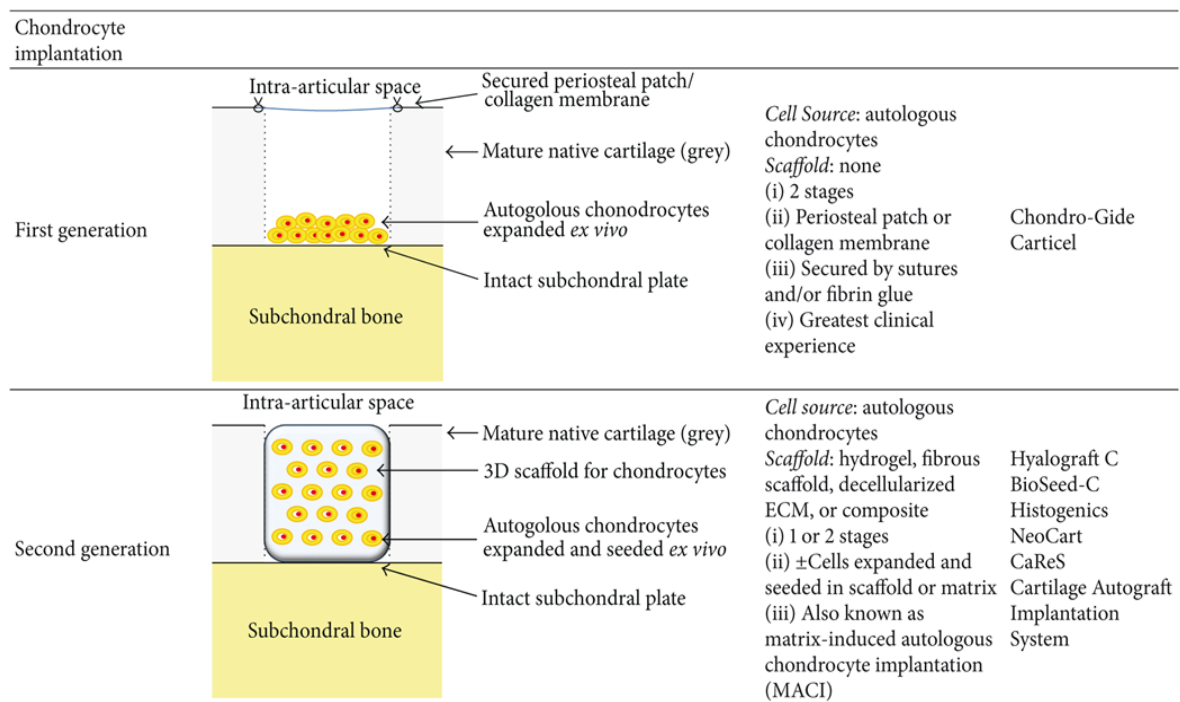 Chondrocyte
implantation
First generation
Intra-articular space
Secured periosteal patch/
collagen membrane
Mature native cartilage (grey)
Autogolous chonodrocytes
expanded ex vivo
Intact subchondral plate
Subchondral bone
Cell Source: autologous
chondrocytes
Scaffold: none
(i) 2 stages
(ii) Periosteal patch or
collagen membrane
(iii) Secured by sutures
and/or fibrin glue
(iv) Greatest clinical
experience
Chondro-Gide
Carticel
Second generation
Intra-articular space
Mature native cartilage (grey)
3D scaffold for chondrocytes
Autogolous chondrocytes
expanded and seeded ex vivo
Intact subchondral plate
Subchondral bone
Cell source: autologous
chondrocytes
Scaffold: hydrogel, fibrous
scaffold, decellularized
ECM, or composite
(i) 1 or 2 stages
(ii) ±Cells expanded and
seeded in scaffold or matrix
(iii) Also known as
matrix-induced autologous
chondrocyte implantation
(MACI)
Hyalograft C
BioSeed-C
Histogenics
NeoCart
CaReS
Cartilage Autograft
Implantation
System